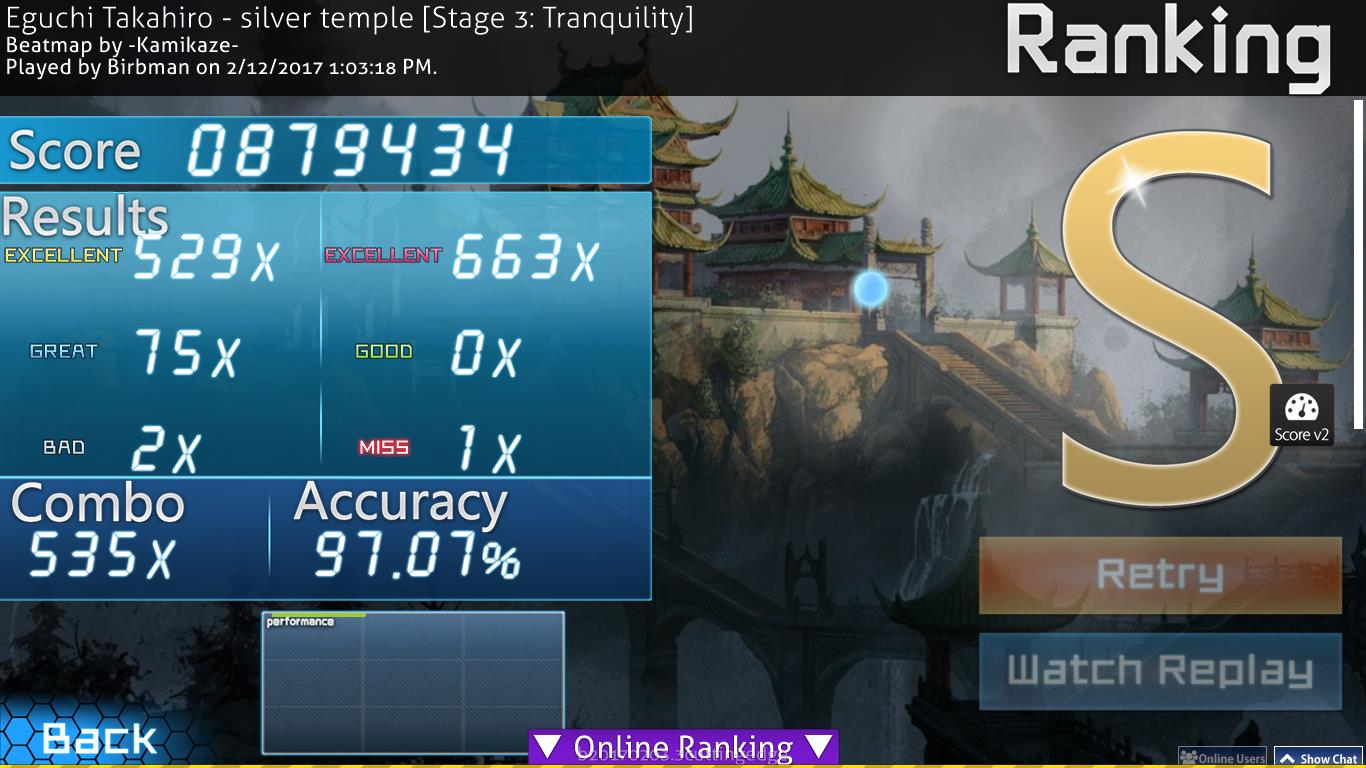 Eguchi Takahiro - silver temple [Stage 3: Tranquility]
Beatmap by -Kamikaze-
Played by Birbman on 2/12/2017 1:03:18 PM.
Ranking
Score 0879434
Results
EXCELLENT 529x EXCELLENT 663x
GREAT 75x GOOD 0x
BAD 2x MISS 1x
Combo Accuracy
535x 97.07%
S
Score v2
performance
Retry
Watch Replay
Back
▼ Online Ranking ▼
Online Users
Show Chat